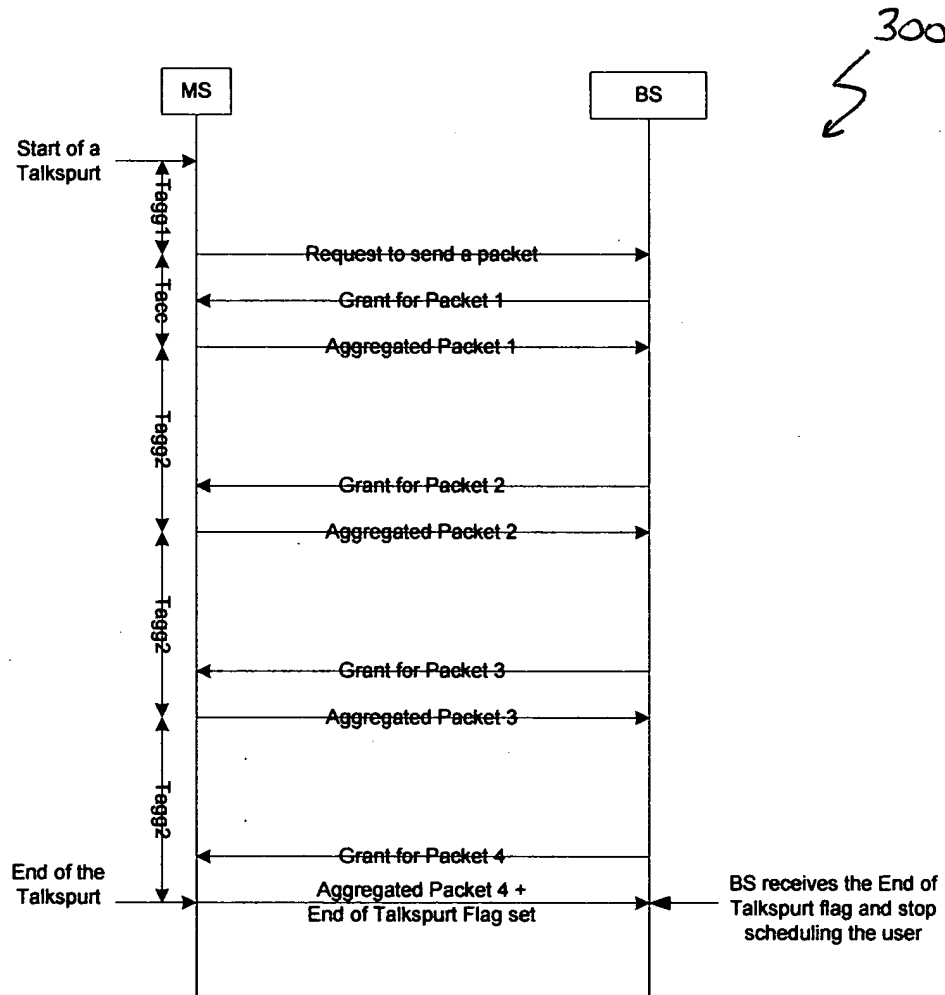 300
MS
BS
Start of a
Talkspurt
Tagg1
Request to send a packet
Tacc
Grant for Packet 1
Aggregated Packet 1
Tagg2
Grant for Packet 2
Aggregated Packet 2
Tagg2
Grant for Packet 3
Aggregated Packet 3
Tagg2
Grant for Packet 4
End of the
Talkspurt
Aggregated Packet 4 +
End of Talkspurt Flag set
BS receives the End of
Talkspurt flag and stop
scheduling the user